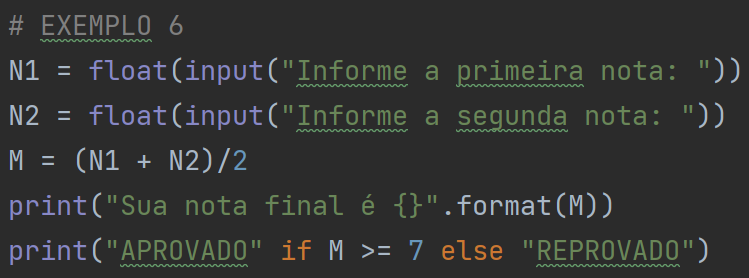 # EXEMPLO 6
N1 = float(input("Informe a primeira nota: "))
N2 = float(input("Informe a segunda nota: "))
M = (N1 + N2)/2
print("Sua nota final é {}".format(M))
print("APROVADO" if M >= 7 else "REPROVADO")